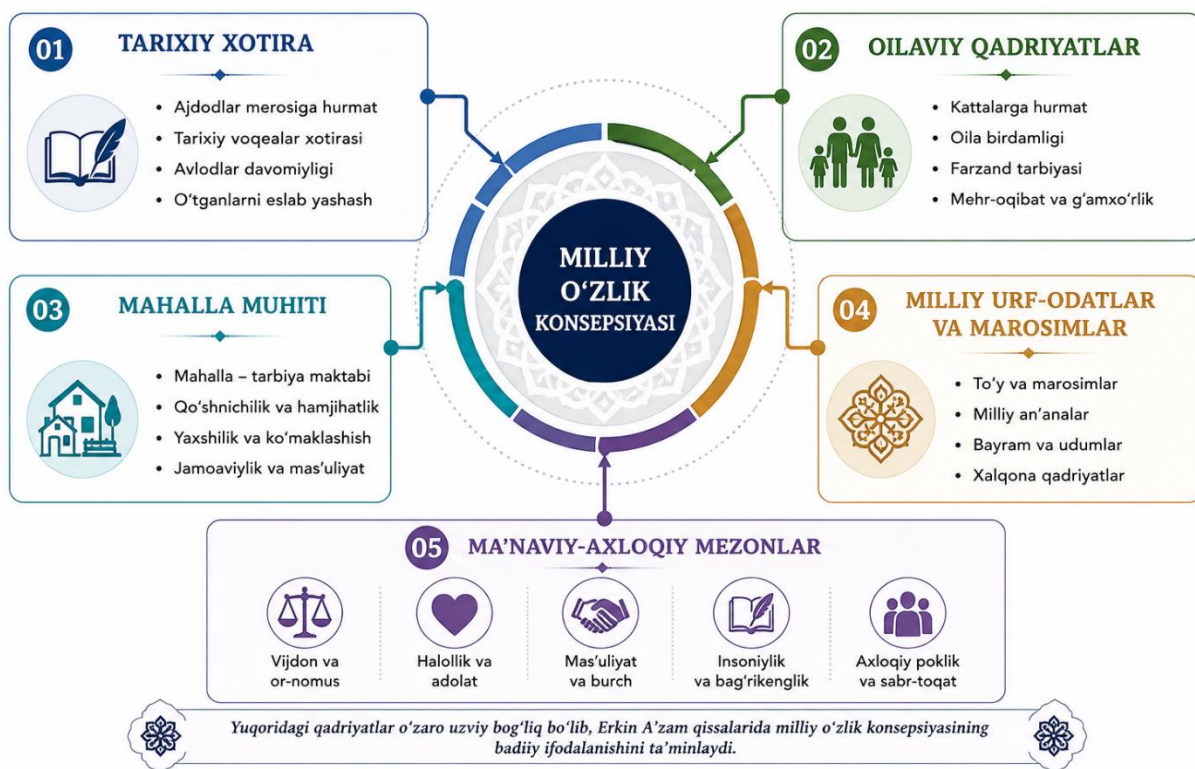 01
TARIXIY XOTIRA
• Ajdodlar merosiga hurmat
• Tarixiy voqealar xotirasi
• Avlodlar davomiyligi
• O‘tganlarni eslab yashash
02
OILAVIY QADRIYATLAR
• Kattalarga hurmat
• Oila birdamligi
• Farzand tarbiyasi
• Mehr-oqibat va g‘amxo‘rlik
MILLIY
O‘ZLIK
KONSEPSIYASI
03
MAHALLA MUHITI
• Mahalla – tarbiya maktabi
• Qo‘shnichilik va hamjihatlik
• Yaxshilik va ko‘maklashish
• Jamoaviylik va mas’uliyat
04
MILLIY URF-ODATLAR
VA MAROSIMLAR
• To‘y va marosimlar
• Milliy an’analar
• Bayram va udumlar
• Xalqona qadriyatlar
05
MA’NAVIY-AXLOQIY MEZONLAR
Vijdon va
or-nomus
Halollik va
adolat
Mas’uliyat
va burch
Insoniylik
va bag‘rikenglik
Axloqiy poklik
va sabr-toqat
Yuqoridagi qadriyatlar o‘zaro uzviy bog‘liq bo‘lib, Erkin A’zam qissalarida milliy o‘zlik konsepsiyasining
badiiy ifodalanishini ta’minlaydi.